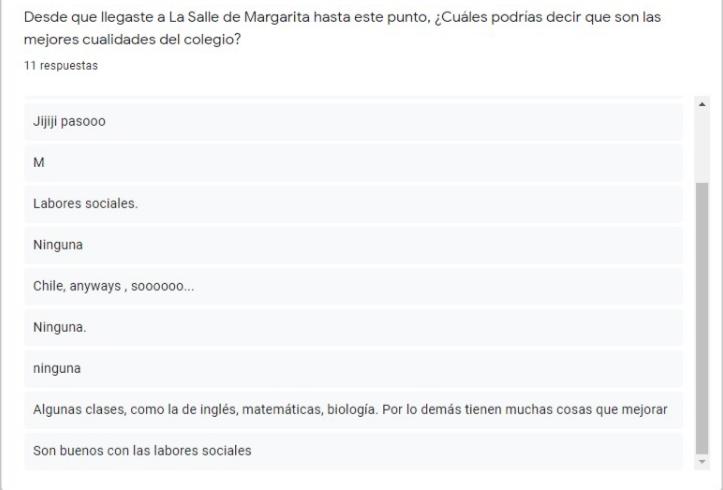 Desde que llegaste a La Salle de Margarita hasta este punto, ¿Cuáles podrías decir que son las
mejores cualidades del colegio?
11 respuestas
Jijiji pasooo
M
Labores sociales.
Ninguna
Chile, anyways , soooooo...
Ninguna.
ninguna
Algunas clases, como la de inglés, matemáticas, biología. Por lo demás tienen muchas cosas que mejorar
Son buenos con las labores sociales